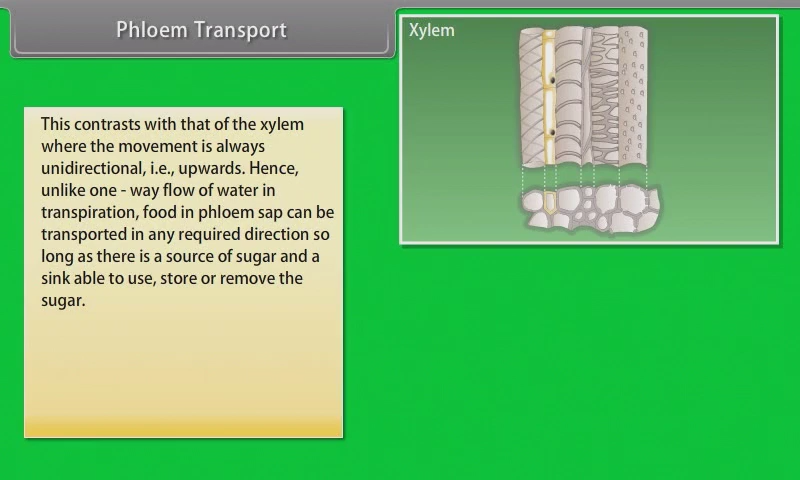 Phloem Transport
Xylem
This contrasts with that of the xylem
where the movement is always
unidirectional, i.e., upwards. Hence,
unlike one - way flow of water in
transpiration, food in phloem sap can be
transported in any required direction so
long as there is a source of sugar and a
sink able to use, store or remove the
sugar.